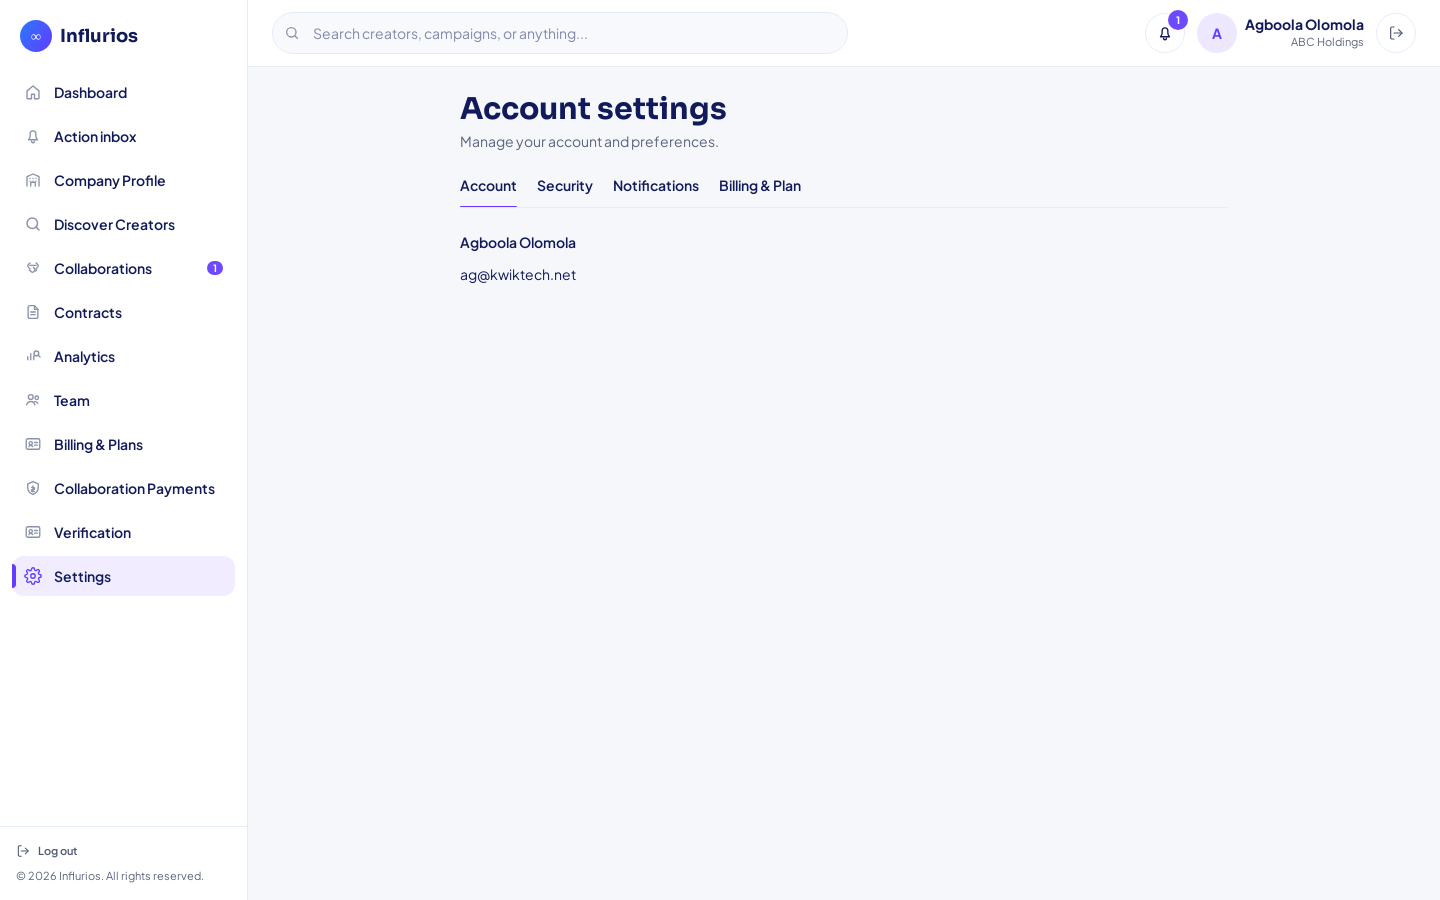 ∞ Influrios
Search creators, campaigns, or anything...
1
A
Agboola Olomola
ABC Holdings
Dashboard
Action inbox
Company Profile
Discover Creators
Collaborations 1
Contracts
Analytics
Team
Billing & Plans
Collaboration Payments
Verification
Settings
Log out
© 2026 Influrios. All rights reserved.
Account settings
Manage your account and preferences.
Account Security Notifications Billing & Plan
Agboola Olomola
ag@kwiktech.net